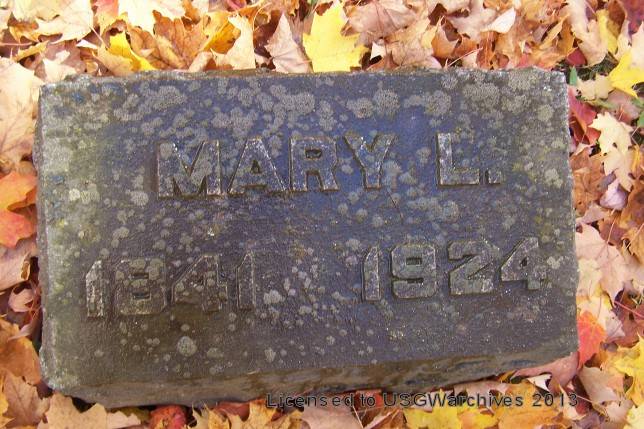 MARY L.
1841 1924
Licensed to USGWarchives 2013